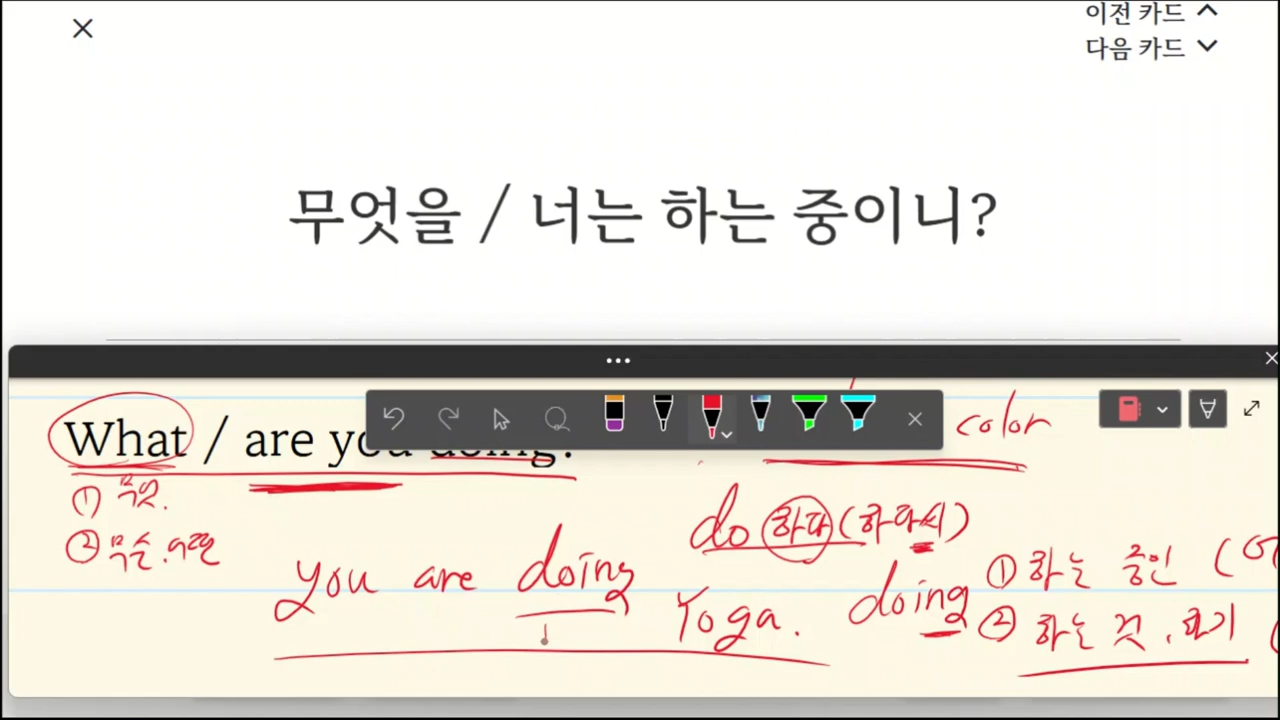 이전 카드
다음 카드
무엇을 / 너는 하는 중이니?
What / are you doing?
color
① 무엇.
② 무슨.어떤
do 하다 (하다씨)
you are doing Yoga.
doing ① 하는 중인
② 하는 것, 하기